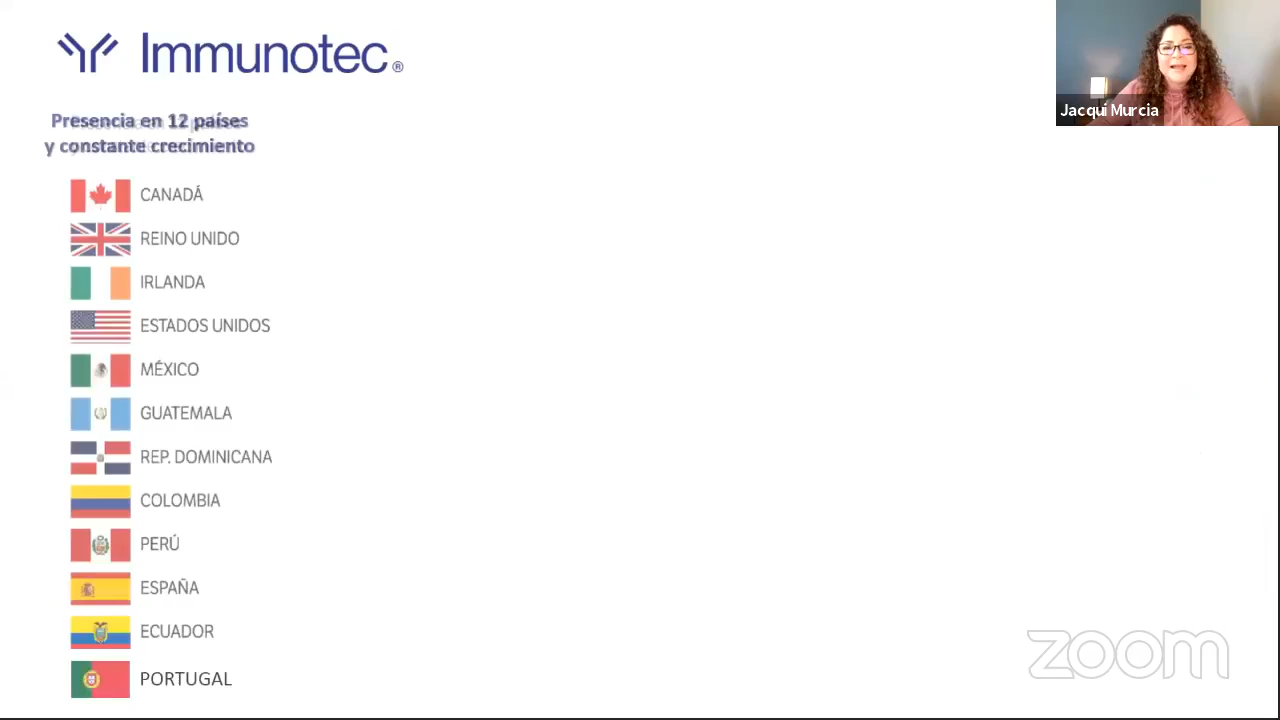 Immunotec®
Jacqui Murcia
Presencia en 12 países
y constante crecimiento
CANADÁ
REINO UNIDO
IRLANDA
ESTADOS UNIDOS
MÉXICO
GUATEMALA
REP. DOMINICANA
COLOMBIA
PERÚ
ESPAÑA
ECUADOR
PORTUGAL
zoom